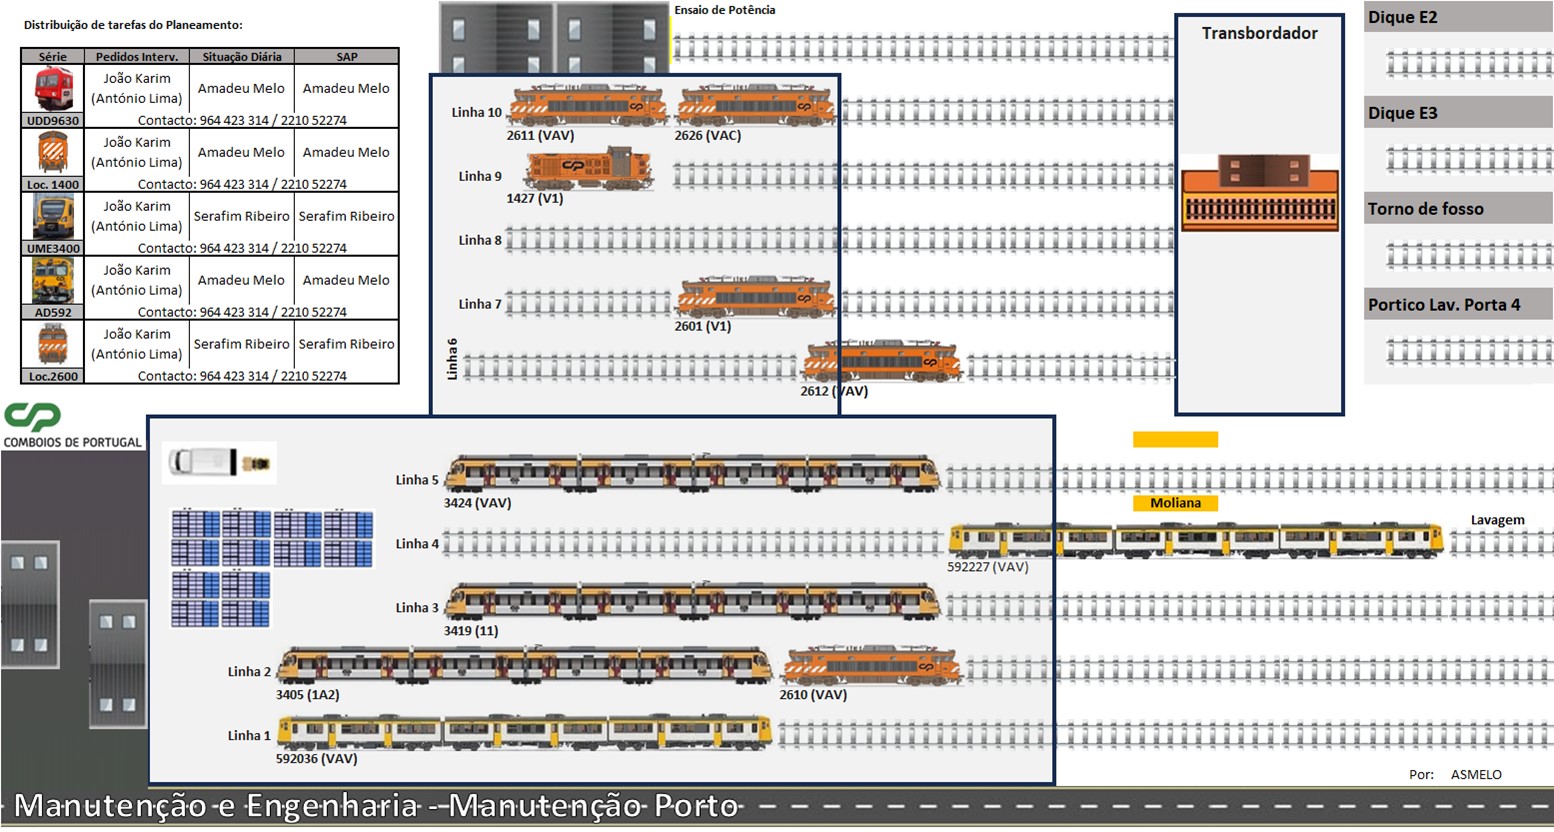 Distribuição de tarefas do Planeamento:
Série Pedidos Interv. Situação Diária SAP
João Karim
(António Lima) Amadeu Melo Amadeu Melo
UDD9630 Contacto: 964 423 314 / 2210 52274
João Karim
(António Lima) Amadeu Melo Amadeu Melo
Loc. 1400 Contacto: 964 423 314 / 2210 52274
João Karim
(António Lima) Serafim Ribeiro Serafim Ribeiro
UME3400 Contacto: 964 423 314 / 2210 52274
João Karim
(António Lima) Amadeu Melo Amadeu Melo
AD592 Contacto: 964 423 314 / 2210 52274
João Karim
(António Lima) Serafim Ribeiro Serafim Ribeiro
Loc.2600 Contacto: 964 423 314 / 2210 52274
CP
COMBOIOS DE PORTUGAL
Ensaio de Potência
Linha 10
2611 (VAV) 2626 (VAC)
Linha 9
1427 (V1)
Linha 8
Linha 7
2601 (V1)
Linha 6
2612 (VAV)
Transbordador
Dique E2
Dique E3
Torno de fosso
Portico Lav. Porta 4
Linha 5
3424 (VAV)
Moliana
Lavagem
Linha 4
592227 (VAV)
Linha 3
3419 (11)
Linha 2
3405 (1A2) 2610 (VAV)
Linha 1
592036 (VAV)
Por: ASMELO
Manutenção e Engenharia - Manutenção Porto